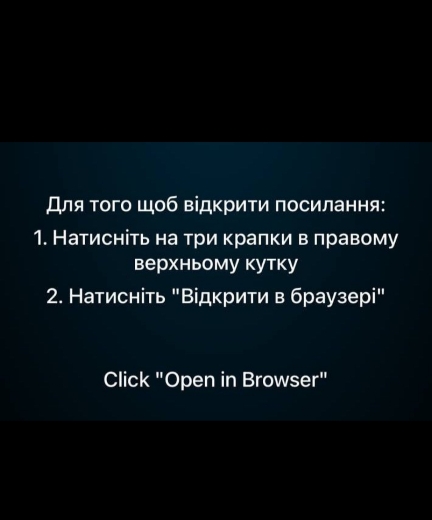 Для того щоб відкрити посилання:
1. Натисніть на три крапки в правому
верхньому кутку
2. Натисніть "Відкрити в браузері"
Click "Open in Browser"